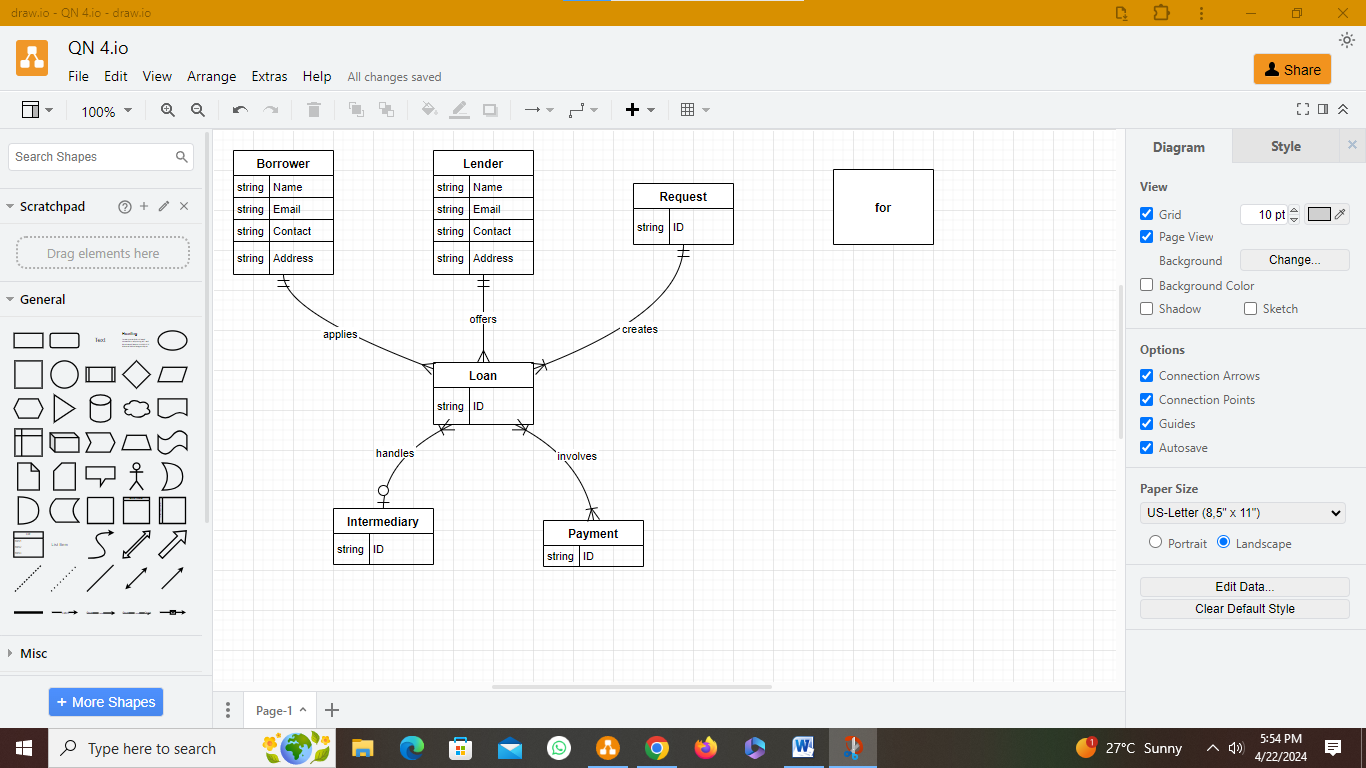 draw.io - QN 4.io - draw.io
QN 4.io
File Edit View Arrange Extras Help All changes saved
Share
100%
Search Shapes
Scratchpad
Drag elements here
General
Text
Heading
List Item
Misc
+ More Shapes
Borrower
string Name
string Email
string Contact
string Address
Lender
string Name
string Email
string Contact
string Address
Request
string ID
for
applies
offers
creates
Loan
string ID
handles
involves
Intermediary
string ID
Payment
string ID
Page-1
Diagram Style
View
Grid 10 pt
Page View
Background Change...
Background Color
Shadow Sketch
Options
Connection Arrows
Connection Points
Guides
Autosave
Paper Size
US-Letter (8,5" x 11")
Portrait Landscape
Edit Data...
Clear Default Style
Type here to search
1
27°C Sunny
5:54 PM
4/22/2024